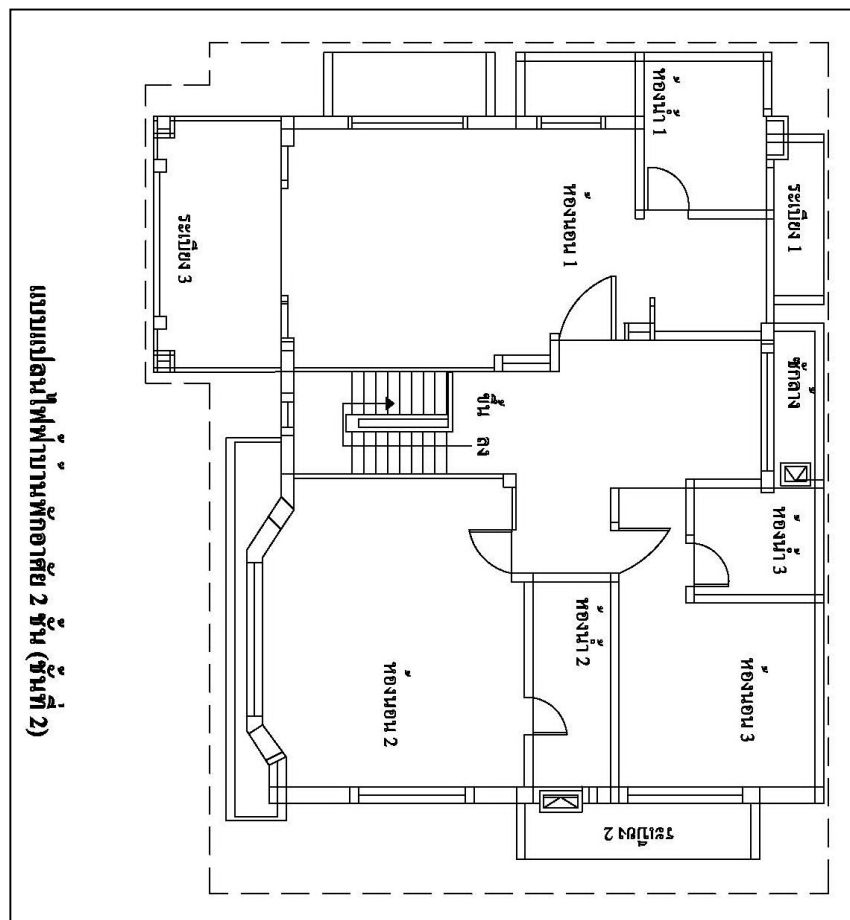 ห้องน้ำ 1
ระเบียง 1
ห้องนอน 1
ระเบียง 3
ซักล้าง
ขึ้น
ลง
ห้องน้ำ 3
ห้องน้ำ 2
ห้องนอน 3
ห้องนอน 2
ระเบียง 2
แบบแปลนไฟฟ้าบ้านพักอาศัย 2 ชั้น (ชั้นที่ 2)